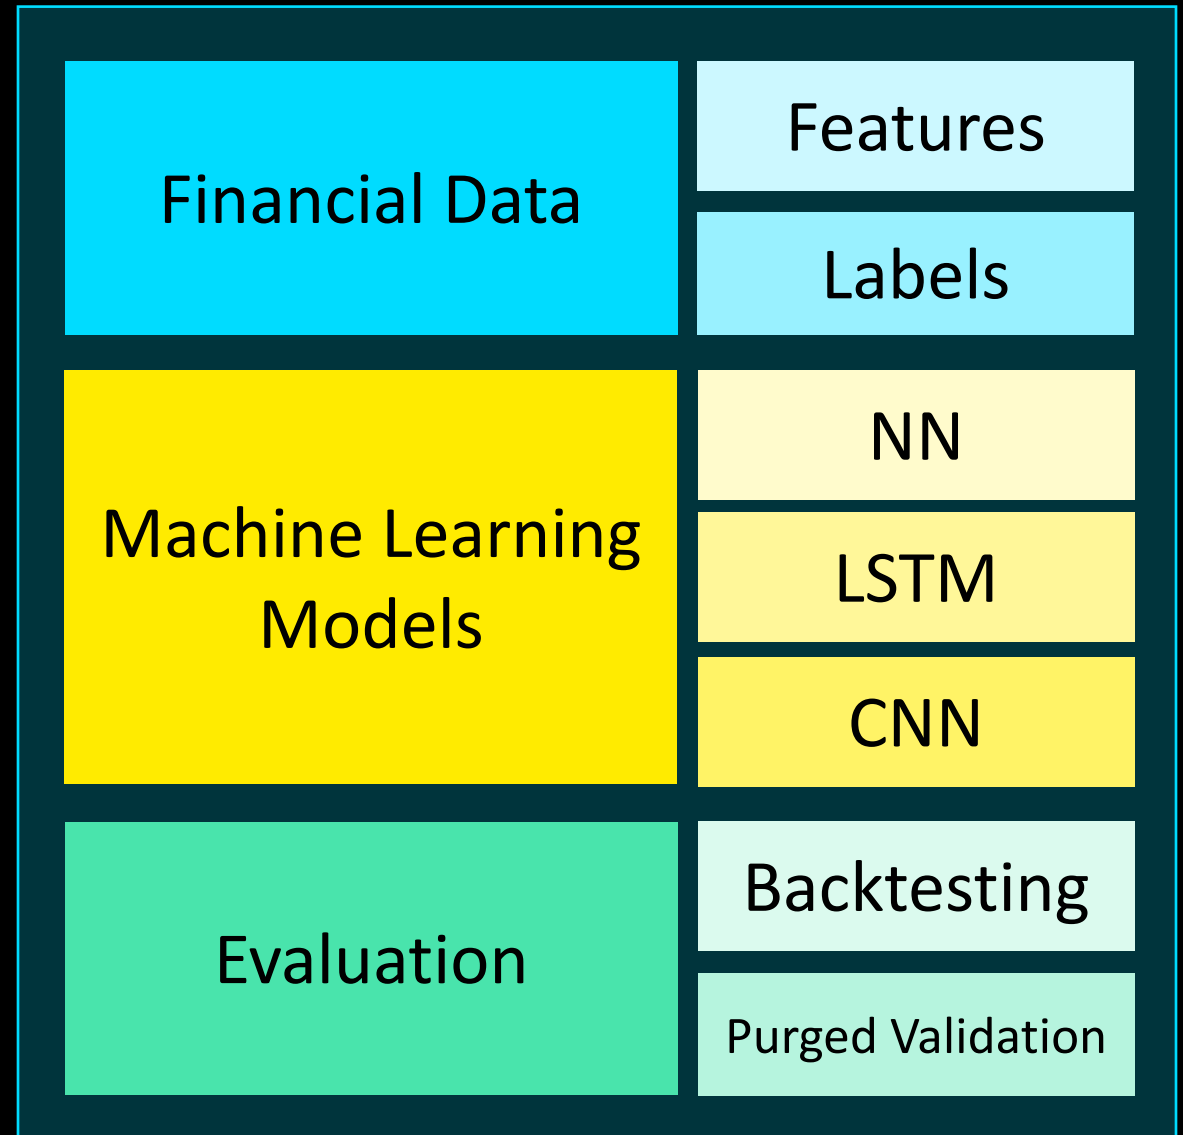 Financial Data
Features
Labels
Machine Learning
Models
NN
LSTM
CNN
Evaluation
Backtesting
Purged Validation